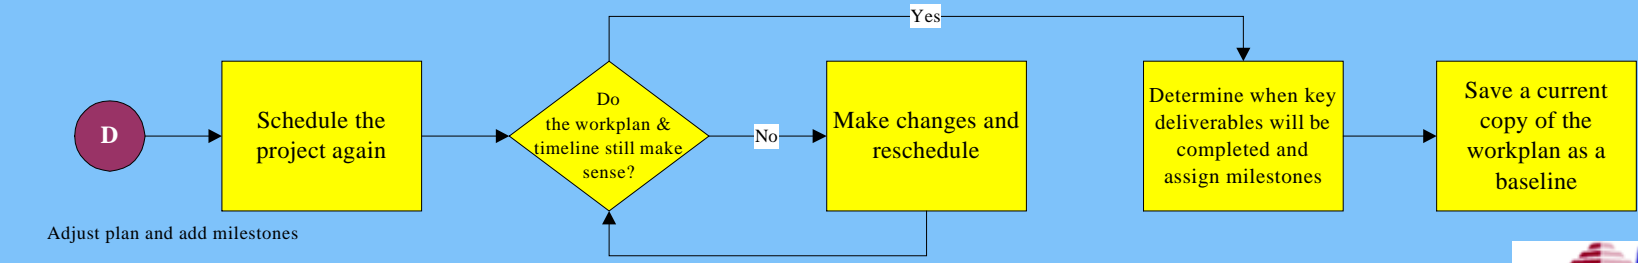 Yes
D
Schedule the
project again
Do
the workplan &
timeline still make
sense?
No
Make changes and
reschedule
Determine when key
deliverables will be
completed and
assign milestones
Save a current
copy of the
workplan as a
baseline
Adjust plan and add milestones